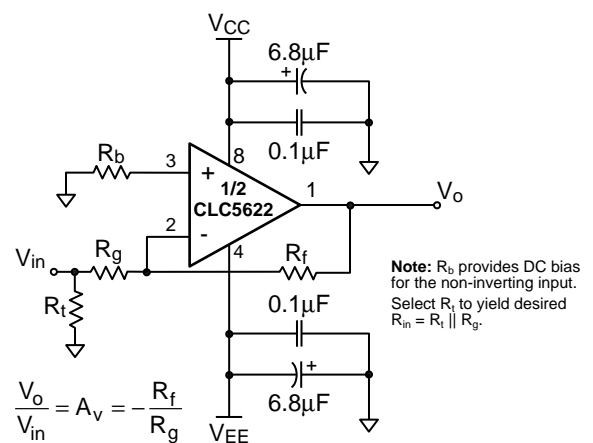 VCC
6.8μF
+
0.1μF
Rb
3
8
+
1/2
CLC5622
1
Vo
2
-
4
Vin
Rg
Rf
Rt
Note: Rb provides DC bias
for the non-inverting input.
Select Rt to yield desired
Rin = Rt || Rg.
0.1μF
+
6.8μF
VEE
Vo/Vin = Av = −Rf/Rg